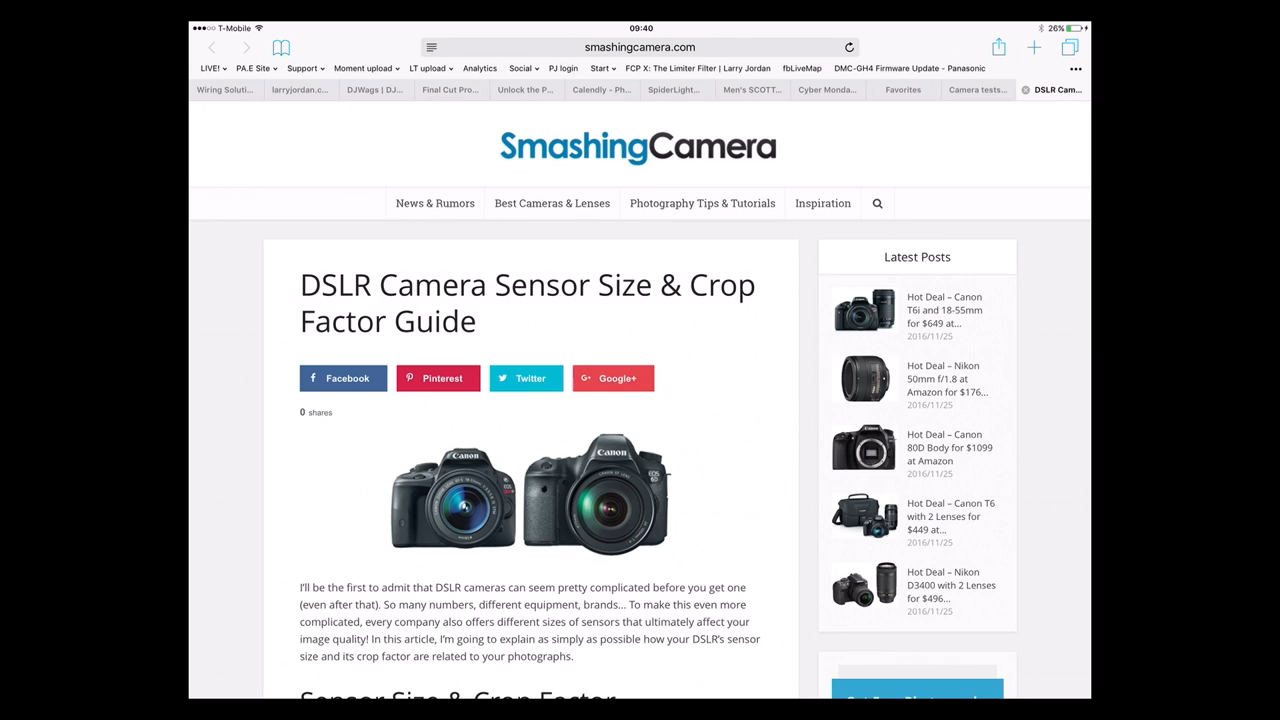 T-Mobile
09:40
26%
smashingcamera.com
LIVE!
PA.E Site
Support
Moment upload
LT upload
Analytics
Social
PJ login
Start
FCP X: The Limiter Filter | Larry Jordan
fbLiveMap
DMC-GH4 Firmware Update - Panasonic
Wiring Soluti...
larryjordan.c...
DJWags | DJ...
Final Cut Pro...
Unlock the P...
Calendly - Ph...
SpiderLight...
Men's SCOTT...
Cyber Monda...
Favorites
Camera tests...
DSLR Cam...
SmashingCamera
News & Rumors
Best Cameras & Lenses
Photography Tips & Tutorials
Inspiration
DSLR Camera Sensor Size & Crop
Factor Guide
Facebook
Pinterest
Twitter
G+ Google+
0 shares
Canon
Canon
EOS
6D
I'll be the first to admit that DSLR cameras can seem pretty complicated before you get one
(even after that). So many numbers, different equipment, brands... To make this even more
complicated, every company also offers different sizes of sensors that ultimately affect your
image quality! In this article, I'm going to explain as simply as possible how your DSLR's sensor
size and its crop factor are related to your photographs.
Sensor Size & Crop Factor
Latest Posts
Hot Deal – Canon
T6i and 18-55mm
for $649 at...
2016/11/25
Hot Deal – Nikon
50mm f/1.8 at
Amazon for $176...
2016/11/25
Hot Deal – Canon
80D Body for $1099
at Amazon
2016/11/25
Hot Deal – Canon T6
with 2 Lenses for
$449 at...
2016/11/25
Hot Deal – Nikon
D3400 with 2 Lenses
for $496...
2016/11/25